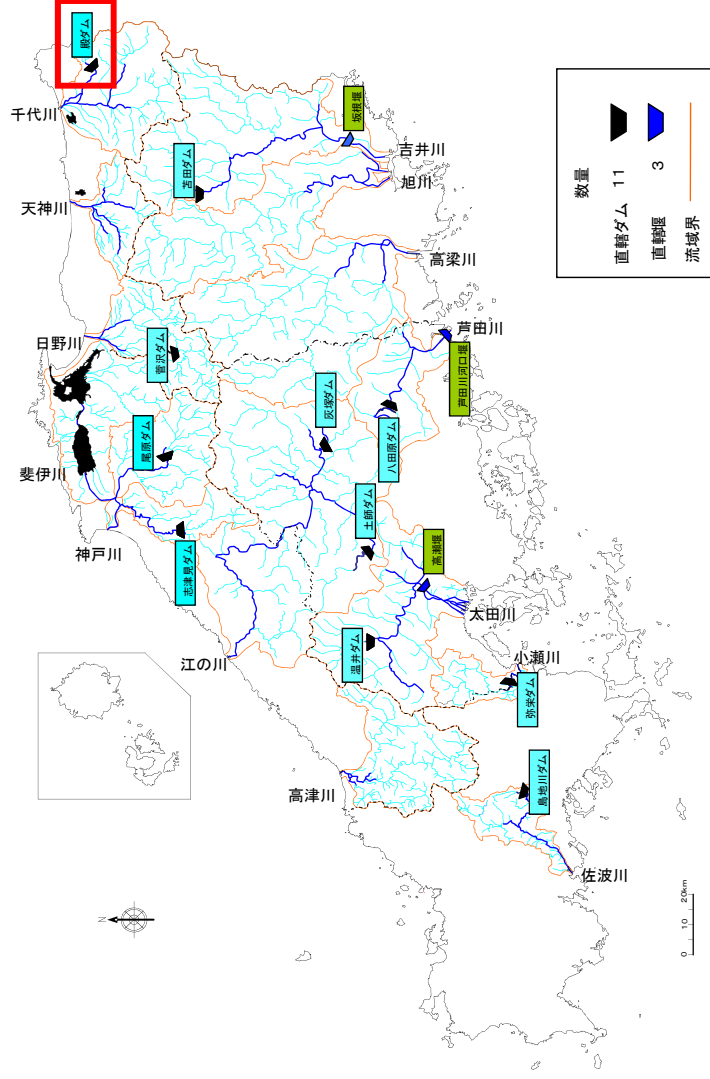 殿ダム
千代川
坂根堰
吉井川
苫田ダム
旭川
天神川
高梁川
日野川
菅沢ダム
芦田川
芦田川河口堰
灰塚ダム
八田原ダム
尾原ダム
斐伊川
土師ダム
高瀬堰
神戸川
志津見ダム
太田川
温井ダム
江の川
小瀬川
弥栄ダム
高津川
島地川ダム
佐波川
数量
直轄ダム 11
直轄堰 3
流域界
N
0 10 20km